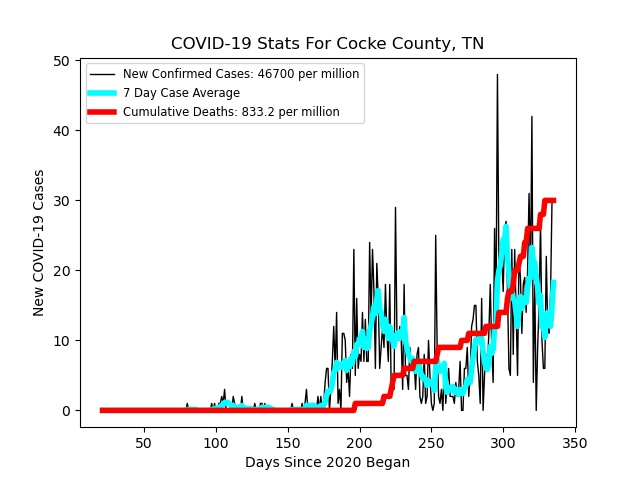 COVID-19 Stats For Cocke County, TN
New Confirmed Cases: 46700 per million
7 Day Case Average
Cumulative Deaths: 833.2 per million
New COVID-19 Cases
50
40
30
20
10
0
50 100 150 200 250 300 350
Days Since 2020 Began